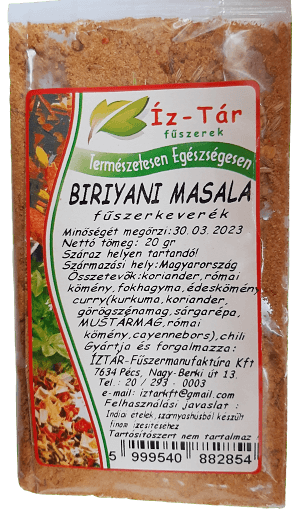 Íz-Tár
fűszerek
Természetesen Egészségesen
BIRIYANI MASALA
fűszerkeverék
Minőségét megőrzi:30.03.2023
Nettó tömeg: 20 gr
Száraz helyen tartandó!
Származási hely:Magyarország
Összetevők:koriander,római
kömény,fokhagyma,édeskömény
curry(kurkuma,koriander,
görögszénamag,sárgarépa,
MUSTÁRMAG,római
kömény,cayennebors),chili
Gyártja és forgalmazza:
ÍZTÁR-Fűszermanufaktúra Kft
7634 Pécs, Nagy-Berki út 13.
Tel.: 20 / 293 - 0003
e-mail: iztarkft@gmail.com
Felhasználási javaslat :
Indiai ételek,szárnyashúsból készült
finom ízesítéséhez
Tartósítószert nem tartalmaz
5 999540 882854